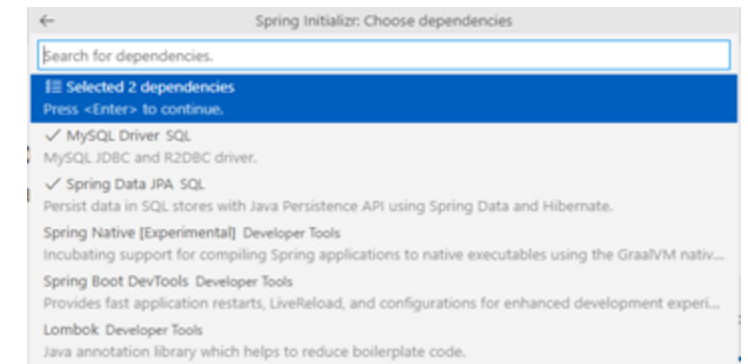 Spring Initializr: Choose dependencies
Search for dependencies.
Selected 2 dependencies
Press <Enter> to continue.
MySQL Driver SQL
MySQL JDBC and R2DBC driver.
Spring Data JPA SQL
Persist data in SQL stores with Java Persistence API using Spring Data and Hibernate.
Spring Native [Experimental] Developer Tools
Incubating support for compiling Spring applications to native executables using the GraalVM nativ...
Spring Boot DevTools Developer Tools
Provides fast application restarts, LiveReload, and configurations for enhanced development experi...
Lombok Developer Tools
Java annotation library which helps to reduce boilerplate code.